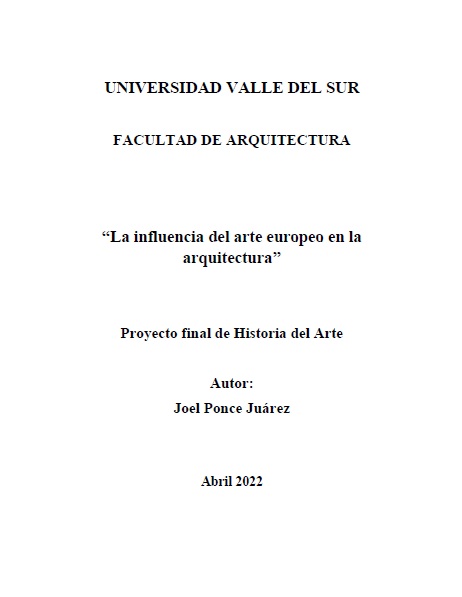 UNIVERSIDAD VALLE DEL SUR
FACULTAD DE ARQUITECTURA
“La influencia del arte europeo en la
arquitectura”
Proyecto final de Historia del Arte
Autor:
Joel Ponce Juárez
Abril 2022